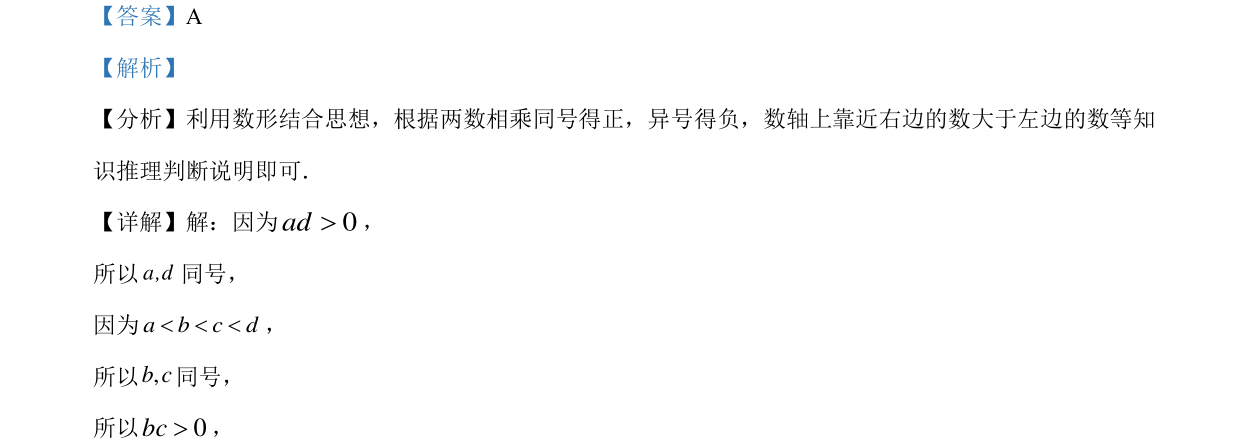 【答案】A
【解析】
【分析】利用数形结合思想，根据两数相乘同号得正，异号得负，数轴上靠近右边的数大于左边的数等知
识推理判断说明即可．
【详解】解：因为ad > 0，
所以a,d 同号，
因为a < b < c < d，
所以b,c同号，
所以bc > 0，